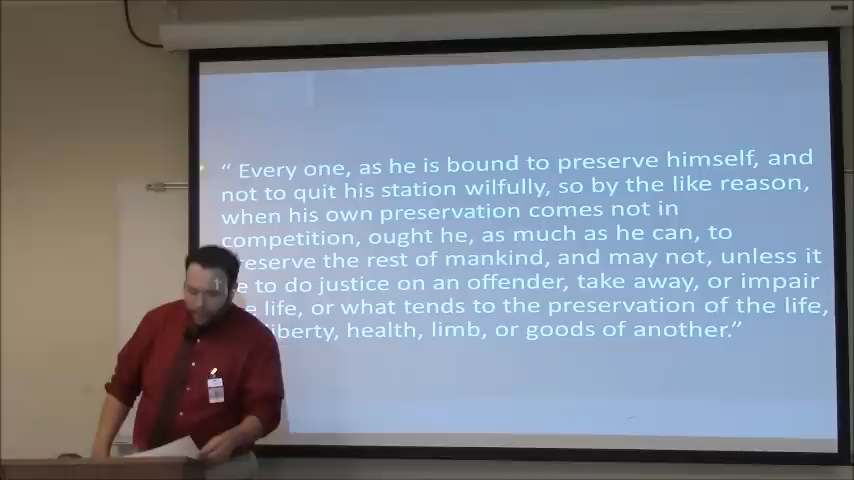 “ Every one, as he is bound to preserve himself, and
not to quit his station wilfully, so by the like reason,
when his own preservation comes not in
competition, ought he, as much as he can, to
reserve the rest of mankind, and may not, unless it
to do justice on an offender, take away, or impair
e life, or what tends to the preservation of the life,
liberty, health, limb, or goods of another.”